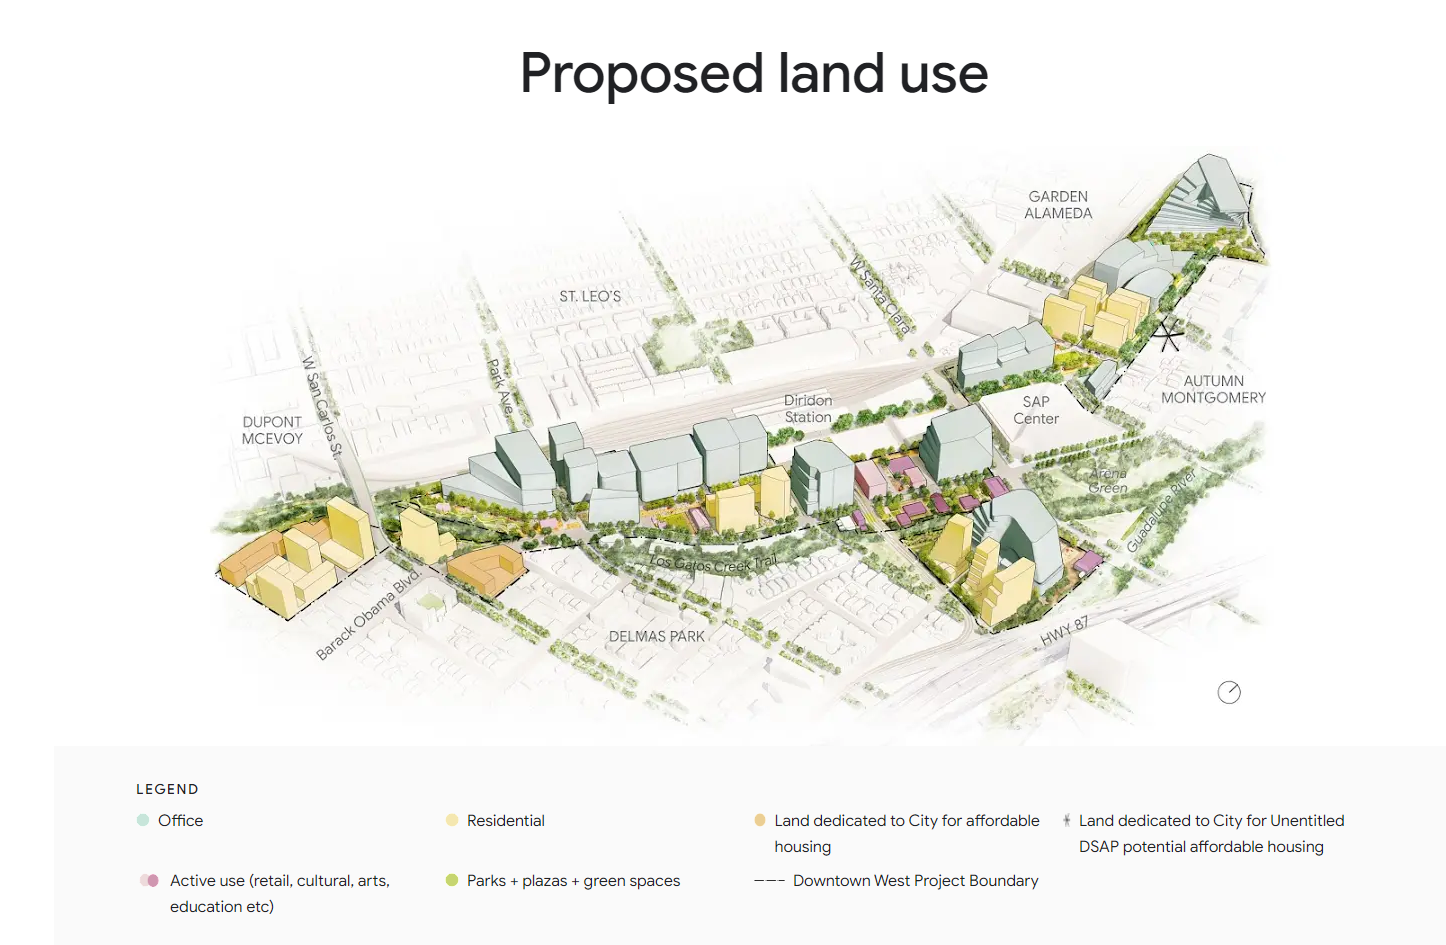 Proposed land use
GARDEN
ALAMEDA
W Santa Clara
ST. LEO'S
Park Ave.
W San Carlos St.
AUTUMN
MONTGOMERY
Diridon
Station
SAP
Center
DUPONT
MCEVOY
Arena
Green
Guadalupe River
Los Gatos Creek Trail
Barack Obama Blvd.
DELMAS PARK
HWY 87
LEGEND
Office
Residential
Land dedicated to City for affordable
housing
Land dedicated to City for Unentitled
DSAP potential affordable housing
Active use (retail, cultural, arts,
education etc)
Parks + plazas + green spaces
Downtown West Project Boundary